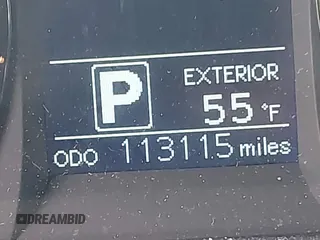 P
EXTERIOR
55°F
ODO 113115 miles
DREAMBID